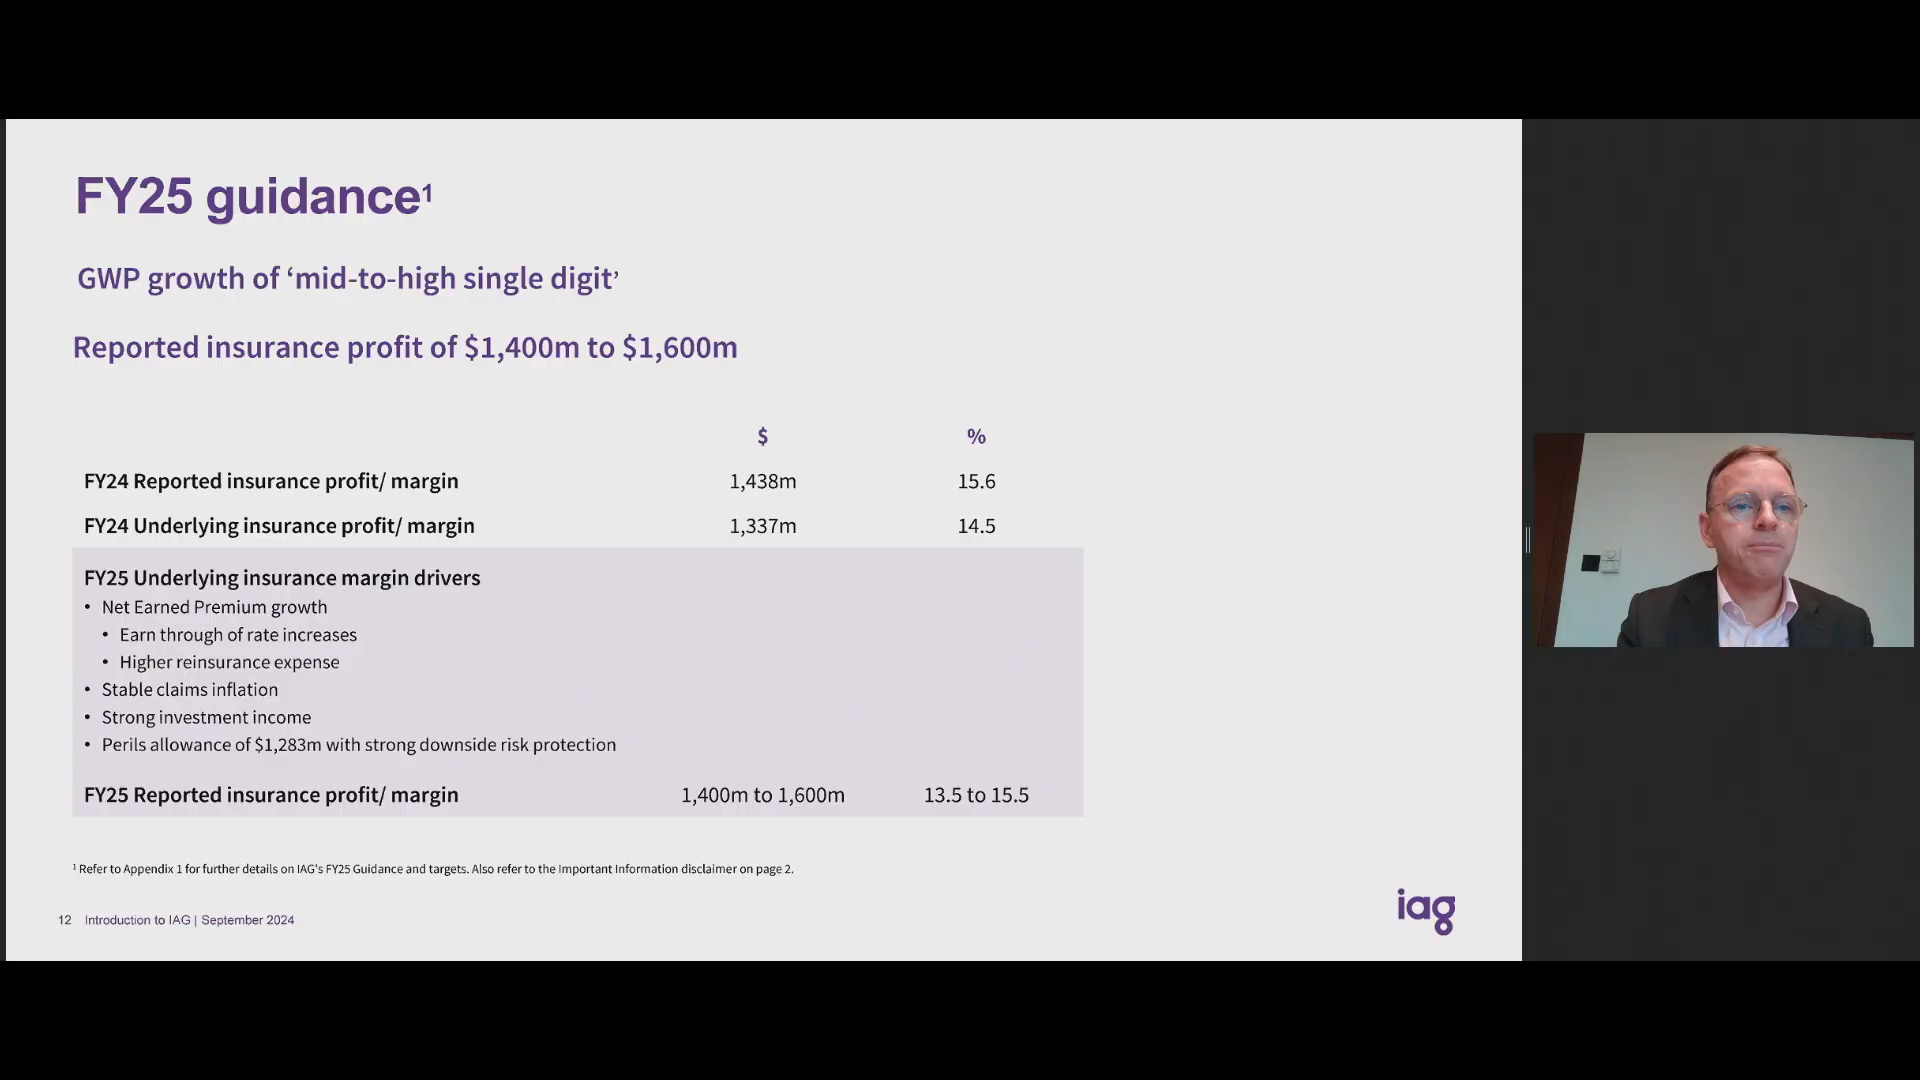 FY25 guidance¹
GWP growth of ‘mid-to-high single digit’
Reported insurance profit of $1,400m to $1,600m
$ %
FY24 Reported insurance profit/ margin 1,438m 15.6
FY24 Underlying insurance profit/ margin 1,337m 14.5
FY25 Underlying insurance margin drivers
• Net Earned Premium growth
• Earn through of rate increases
• Higher reinsurance expense
• Stable claims inflation
• Strong investment income
• Perils allowance of $1,283m with strong downside risk protection
FY25 Reported insurance profit/ margin 1,400m to 1,600m 13.5 to 15.5
¹ Refer to Appendix 1 for further details on IAG's FY25 Guidance and targets. Also refer to the Important Information disclaimer on page 2.
12 Introduction to IAG | September 2024
iag